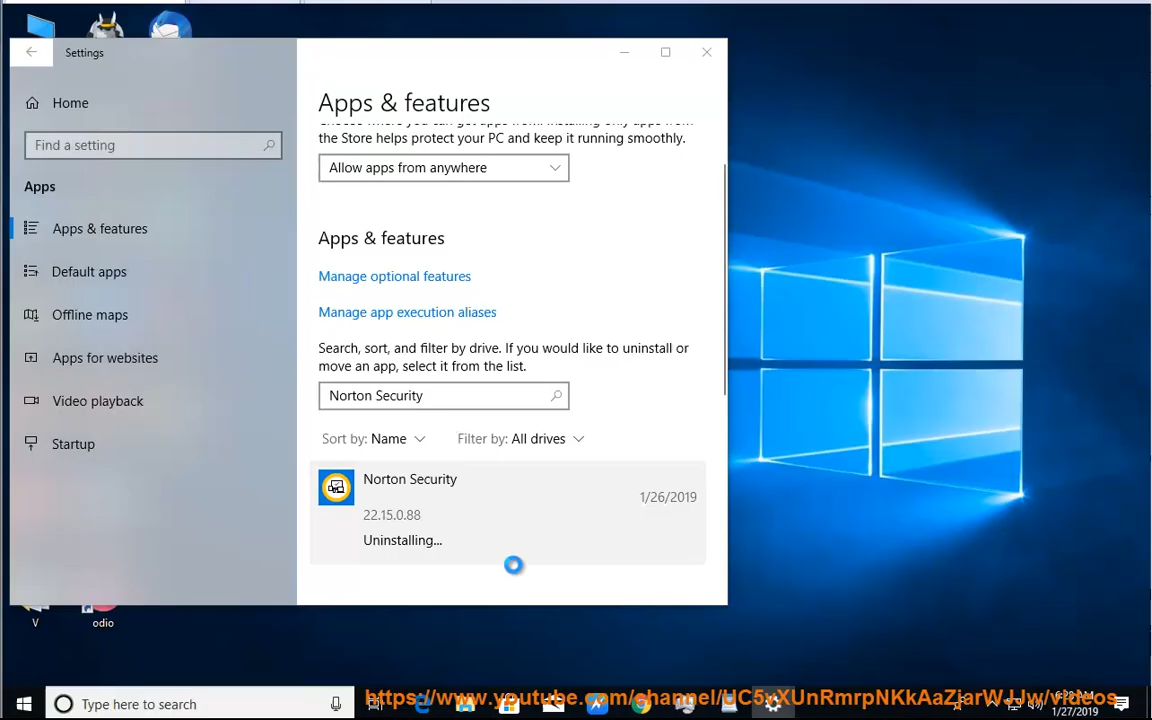 Settings
Home
Find a setting
Apps
Apps & features
Default apps
Offline maps
Apps for websites
Video playback
Startup
Apps & features
the Store helps protect your PC and keep it running smoothly.
Allow apps from anywhere
Apps & features
Manage optional features
Manage app execution aliases
Search, sort, and filter by drive. If you would like to uninstall or
move an app, select it from the list.
Norton Security
Sort by: Name
Filter by: All drives
Norton Security
1/26/2019
22.15.0.88
Uninstalling...
V
odio
Type here to search
1/27/2019